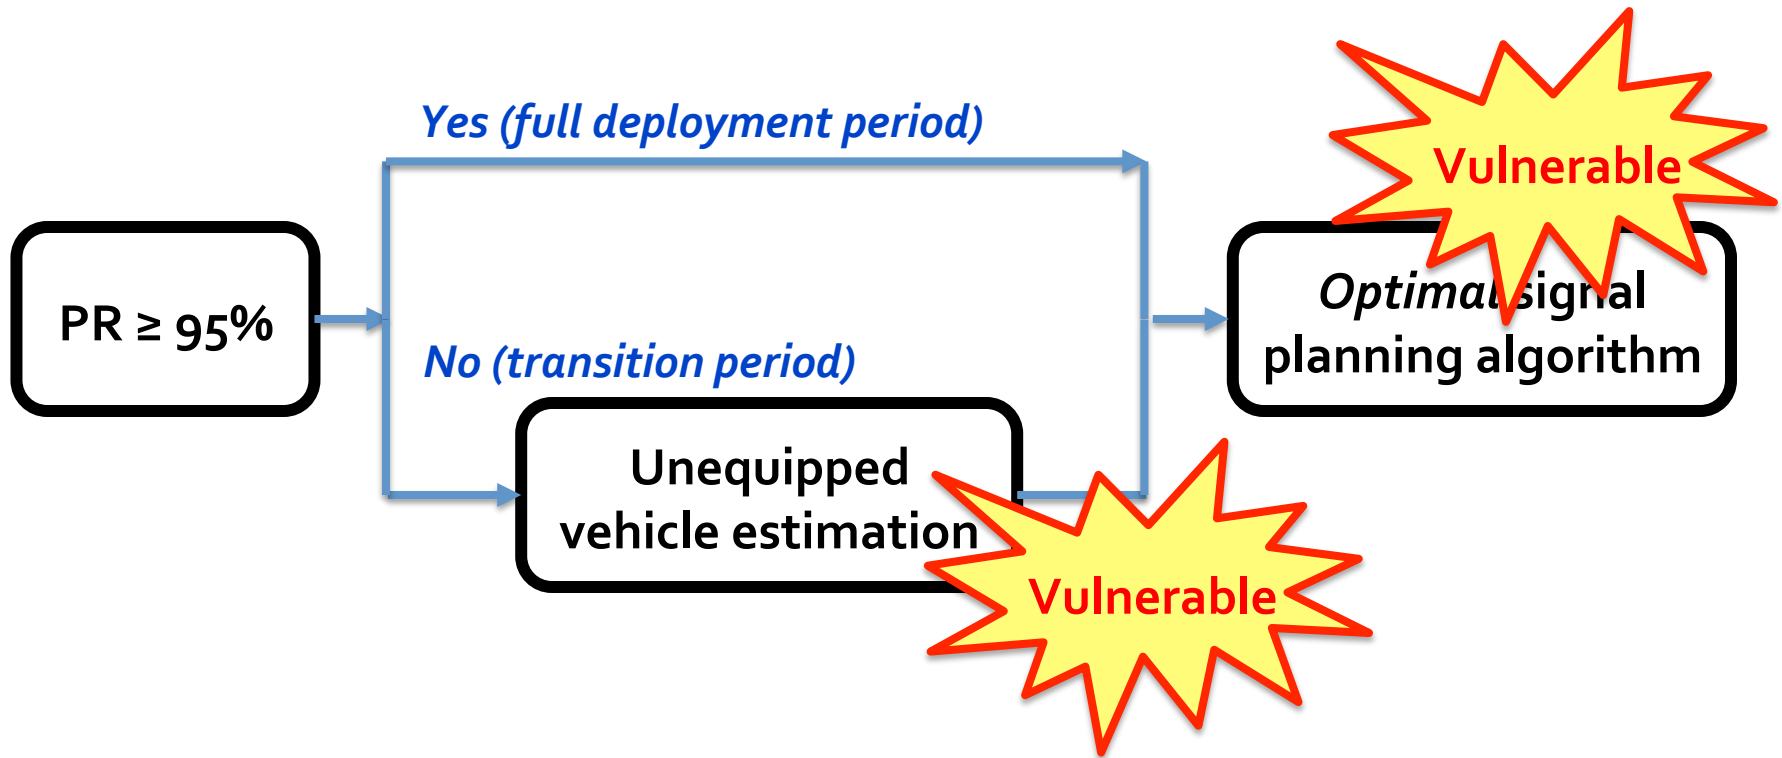 Yes (full deployment period)
Vulnerable
PR ≥ 95%
Optimal signal
planning algorithm
No (transition period)
Unequipped
vehicle estimation
Vulnerable